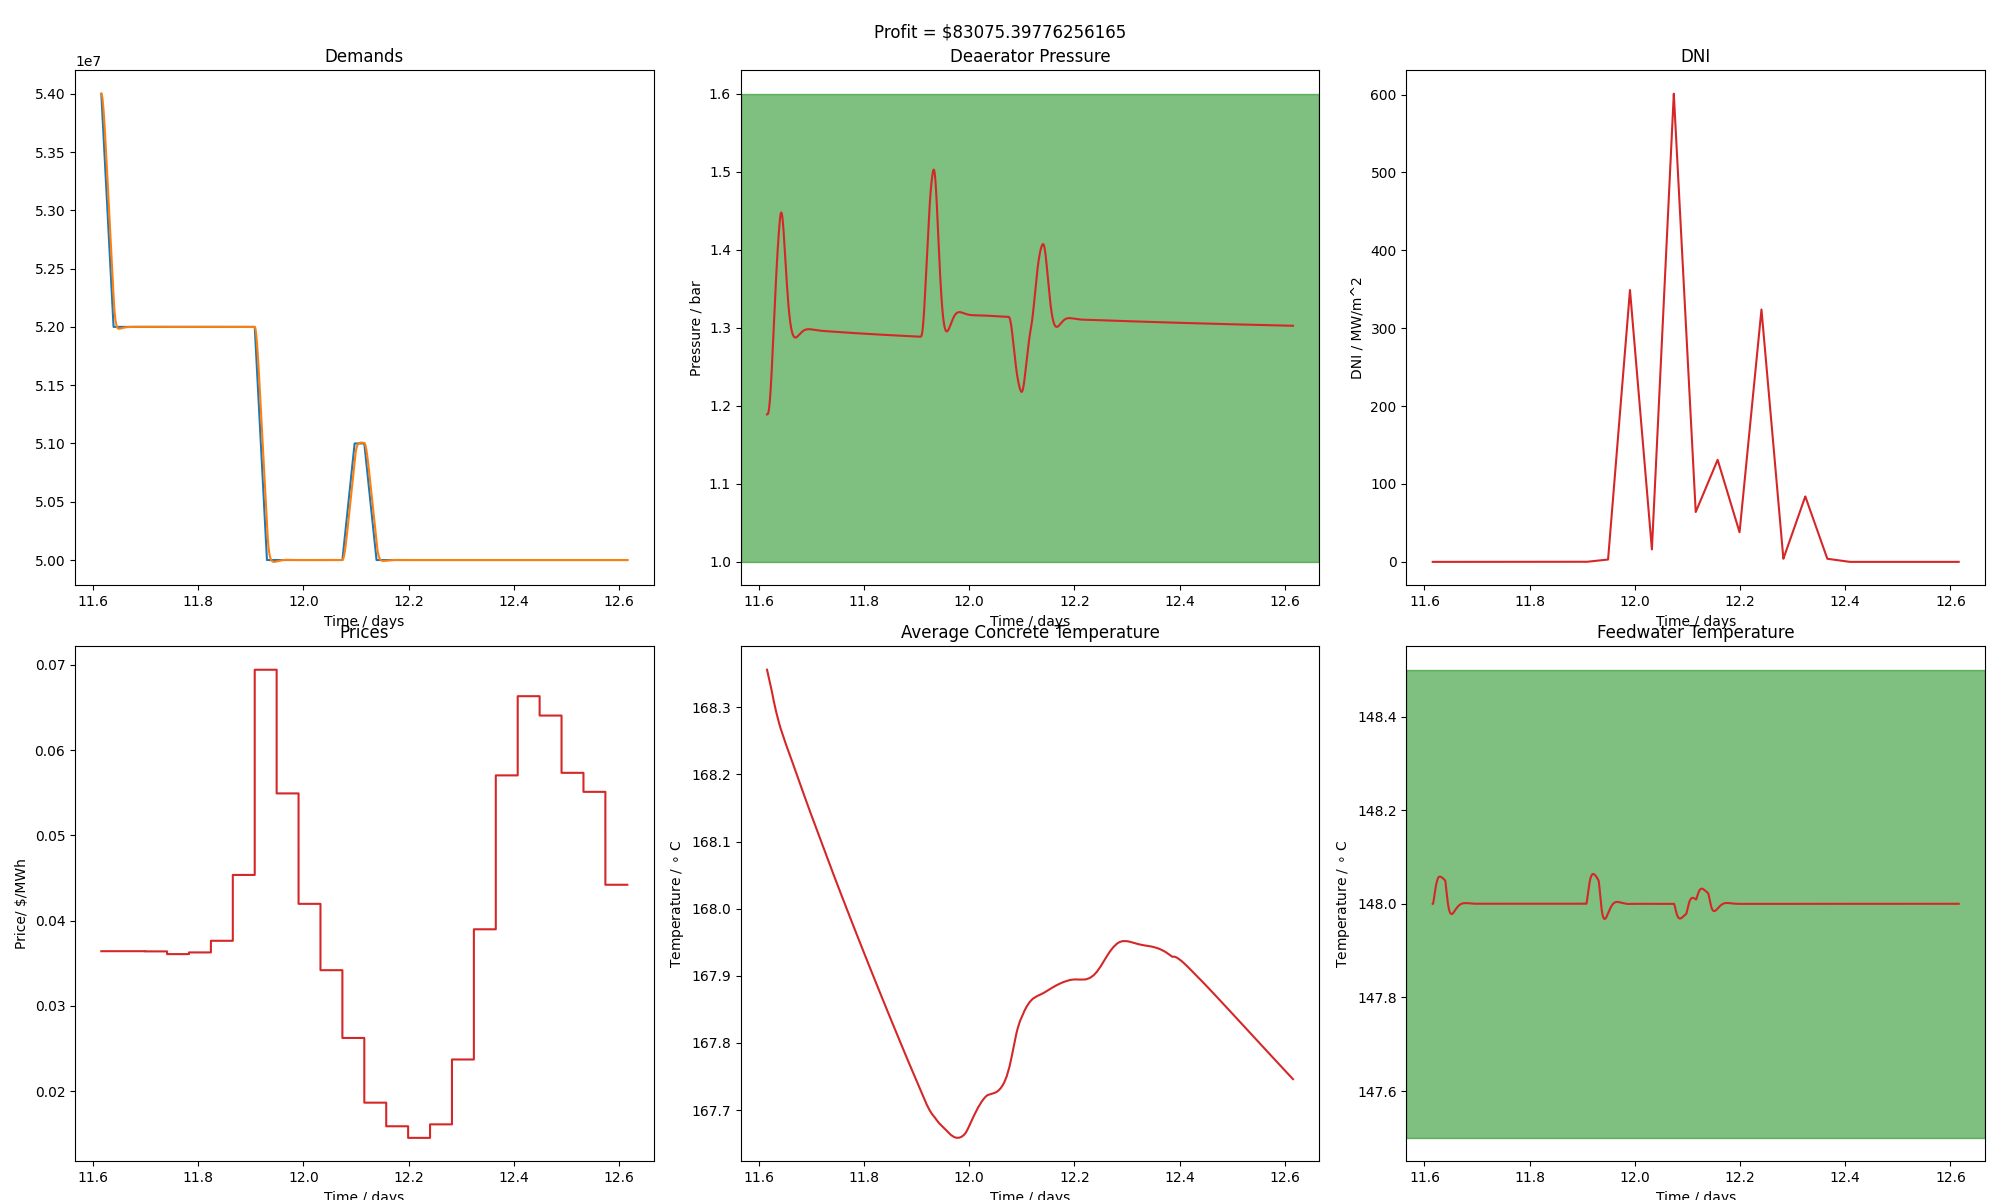 Profit = $83075.39776256165
Demands
1e7
5.40
5.35
5.30
5.25
5.20
5.15
5.10
5.05
5.00
11.6 11.8 12.0 12.2 12.4 12.6
Time / days
Deaerator Pressure
Pressure / bar
1.6
1.5
1.4
1.3
1.2
1.1
1.0
11.6 11.8 12.0 12.2 12.4 12.6
Time / days
DNI
DNI / MW/m^2
600
500
400
300
200
100
0
11.6 11.8 12.0 12.2 12.4 12.6
Time / days
Prices
Price/ $/MWh
0.07
0.06
0.05
0.04
0.03
0.02
11.6 11.8 12.0 12.2 12.4 12.6
Time / days
Average Concrete Temperature
Temperature / ∘ C
168.3
168.2
168.1
168.0
167.9
167.8
167.7
11.6 11.8 12.0 12.2 12.4 12.6
Time / days
Feedwater Temperature
Temperature / ∘ C
148.4
148.2
148.0
147.8
147.6
11.6 11.8 12.0 12.2 12.4 12.6
Time / days